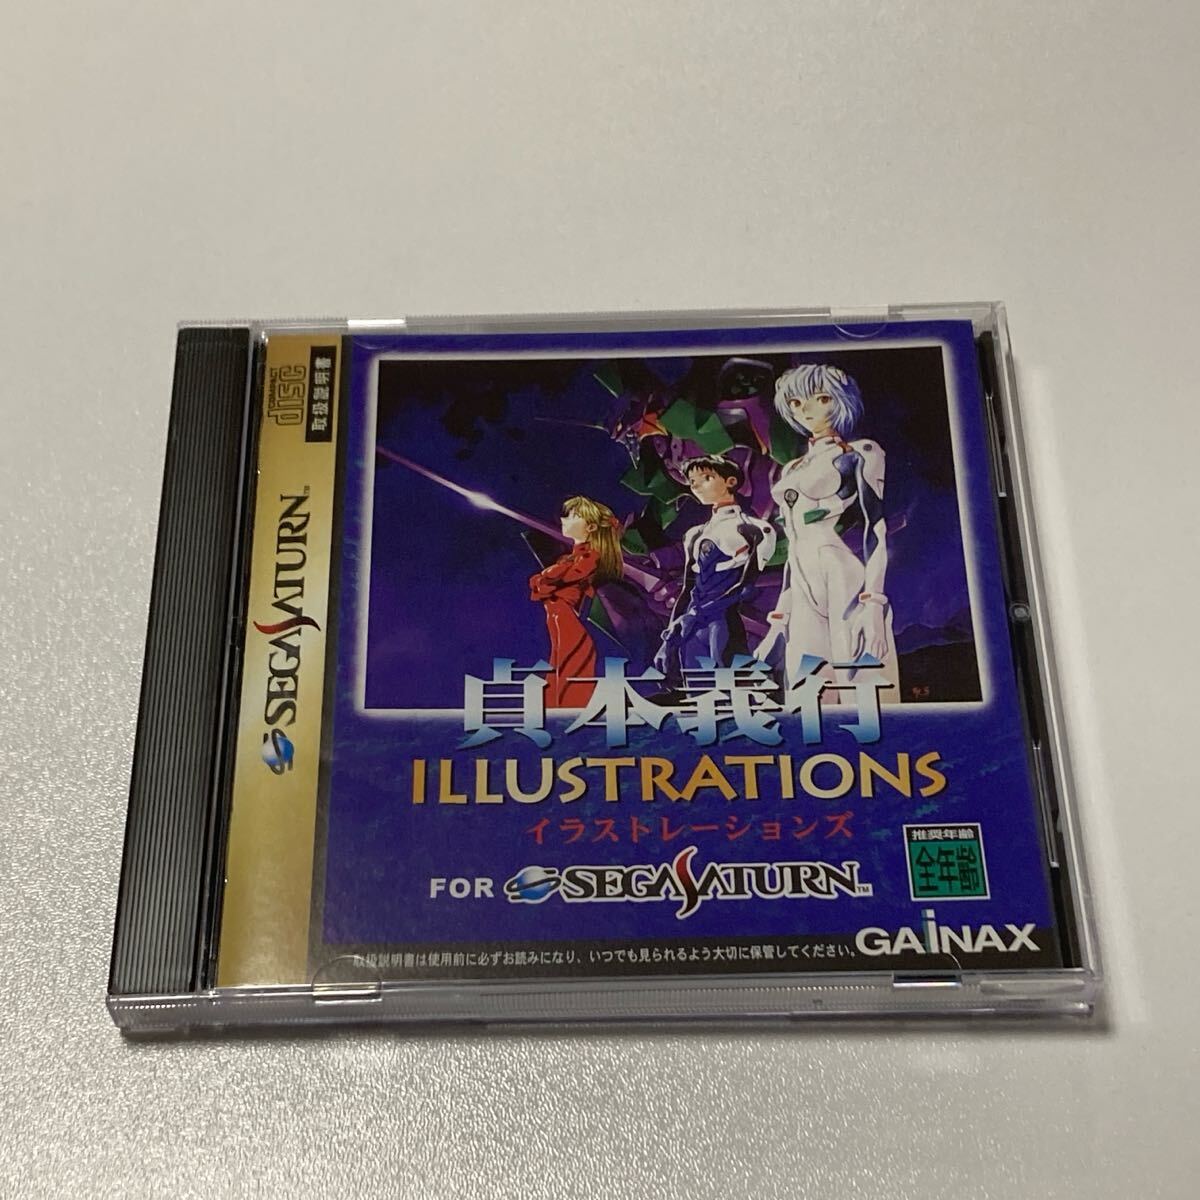 COMPACT
disc
取扱説明書
SEGA SATURN™
貞本義行
ILLUSTRATIONS
イラストレーションズ
FOR SEGA SATURN™
推奨年齢
全年齢
GAiNAX
取扱説明書は使用前に必ずお読みになり、いつでも見られるよう大切に保管してください。